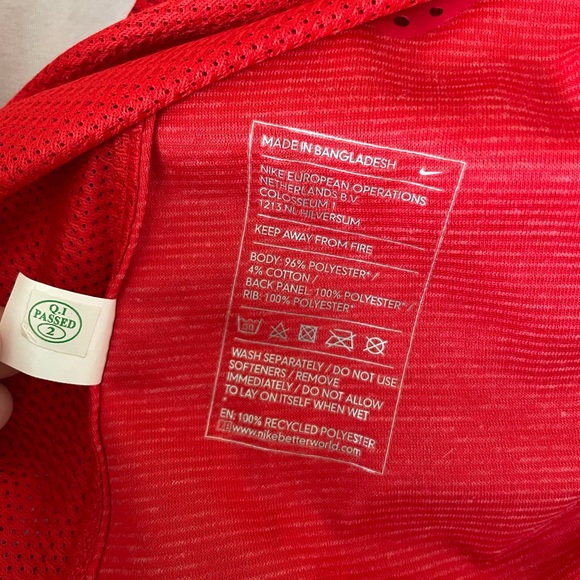 MADE IN BANGLADESH
NIKE EUROPEAN OPERATIONS
NETHERLANDS B.V.
COLOSSEUM 1
1213 NL HILVERSUM
KEEP AWAY FROM FIRE
BODY: 96% POLYESTER*/
4% COTTON/
BACK PANEL: 100% POLYESTER*/
RIB: 100% POLYESTER*
30
WASH SEPARATELY / DO NOT USE
SOFTENERS / REMOVE
IMMEDIATELY / DO NOT ALLOW
TO LAY ON ITSELF WHEN WET
*
EN: 100% RECYCLED POLYESTER
www.nikebetterworld.com
Q.I
PASSED
2